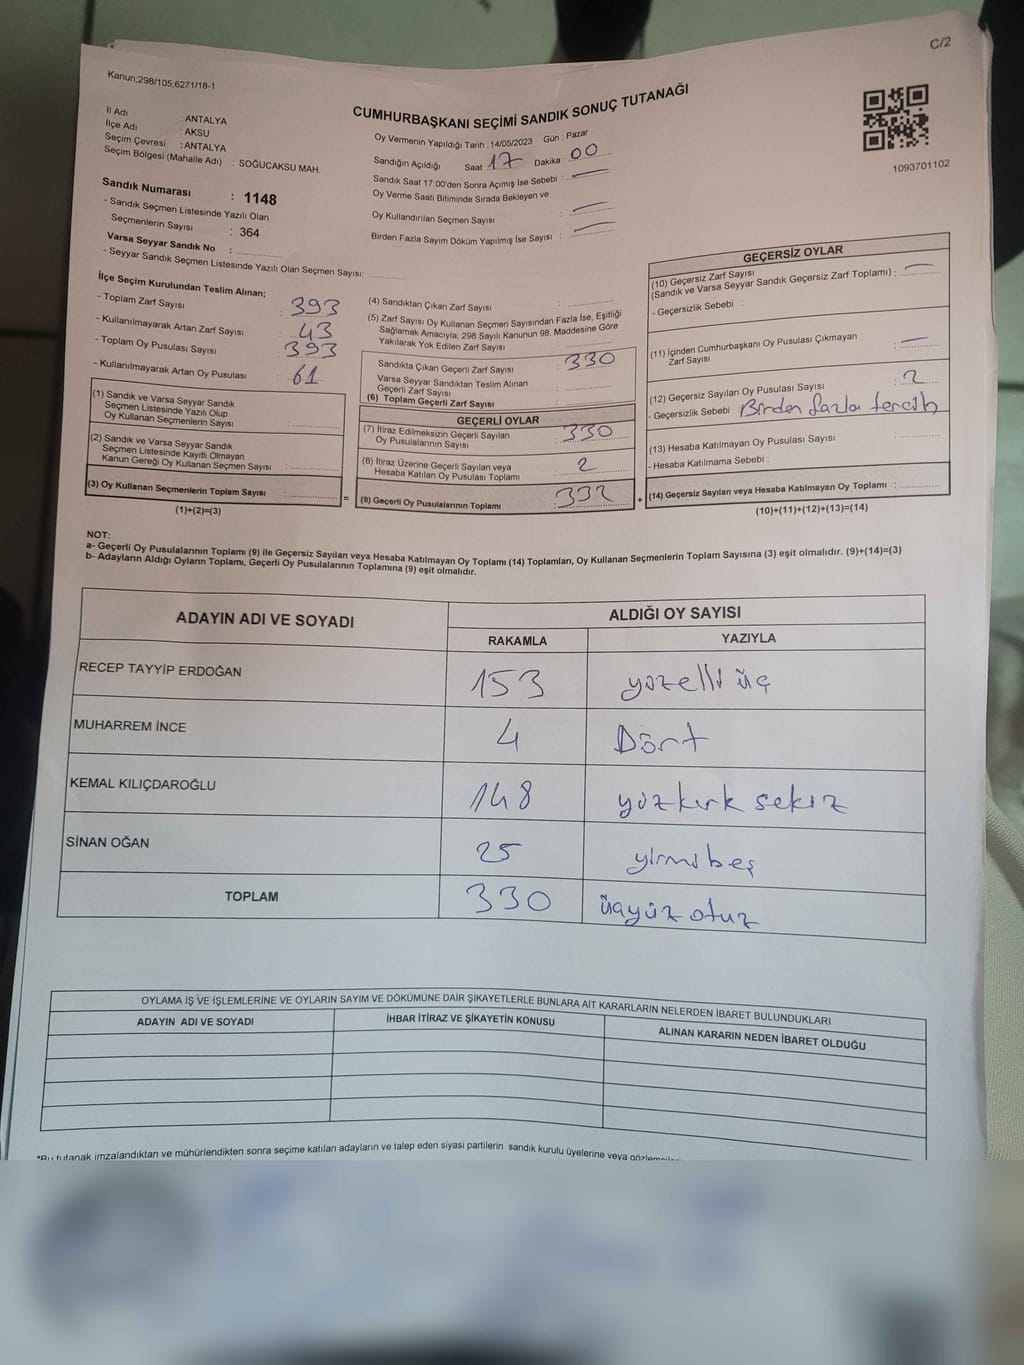 C/2
Kanun;298/105,6271/18-1
CUMHURBAŞKANI SEÇİMİ SANDIK SONUÇ TUTANAĞI
İl Adı : ANTALYA
İlçe Adı : AKSU
Seçim Çevresi : ANTALYA
Seçim Bölgesi (Mahalle Adı) : SOĞUCAKSU MAH.
Sandık Numarası : 1148
- Sandık Seçmen Listesinde Yazılı Olan
Seçmenlerin Sayısı : 364
Varsa Seyyar Sandık No :
- Seyyar Sandık Seçmen Listesinde Yazılı Olan Seçmen Sayısı:
Oy Vermenin Yapıldığı Tarih :14/05/2023 Gün : Pazar
Sandığın Açıldığı Saat 17 Dakika : 00
Sandık Saat 17:00'den Sonra Açımış İse Sebebi :
Oy Verme Saati Bitiminde Sırada Bekleyen ve
Oy Kullandırılan Seçmen Sayısı :
Birden Fazla Sayım Döküm Yapılmış İse Sayısı :
1093701102
İlçe Seçim Kurulundan Teslim Alınan;
- Toplam Zarf Sayısı : 393
- Kullanılmayarak Artan Zarf Sayısı : 43
- Toplam Oy Pusulası Sayısı : 393
- Kullanılmayarak Artan Oy Pusulası : 61
(1) Sandık ve Varsa Seyyar Sandık
Seçmen Listesinde Yazılı Olup
Oy Kullanan Seçmenlerin Sayısı :
(2) Sandık ve Varsa Seyyar Sandık
Seçmen Listesinde Kayıtlı Olmayan
Kanun Gereği Oy Kullanan Seçmen Sayısı :
(3) Oy Kullanan Seçmenlerin Toplam Sayısı :
(1)+(2)=(3)
=
(4) Sandıktan Çıkan Zarf Sayısı :
(5) Zarf Sayısı Oy Kullanan Seçmen Sayısından Fazla İse, Eşitliği
Sağlamak Amacıyla; 298 Sayılı Kanunun 98. Maddesine Göre
Yakılarak Yok Edilen Zarf Sayısı :
Sandıkta Çıkan Geçerli Zarf Sayısı : 330
Varsa Seyyar Sandıktan Teslim Alınan
Geçerli Zarf Sayısı :
(6) Toplam Geçerli Zarf Sayısı :
GEÇERLİ OYLAR
(7) İtiraz Edilmeksizin Geçerli Sayılan
Oy Pusulalarının Sayısı : 330
(8) İtiraz Üzerine Geçerli Sayılan veya
Hesaba Katılan Oy Pusulası Toplamı : 2
(9) Geçerli Oy Pusulalarının Toplamı : 332
+
GEÇERSİZ OYLAR
(10) Geçersiz Zarf Sayısı
(Sandık ve Varsa Seyyar Sandık Geçersiz Zarf Toplamı) :
- Geçersizlik Sebebi :
(11) İçinden Cumhurbaşkanı Oy Pusulası Çıkmayan
Zarf Sayısı :
(12) Geçersiz Sayılan Oy Pusulası Sayısı : 2
- Geçersizlik Sebebi : Birden fazla tercih
(13) Hesaba Katılmayan Oy Pusulası Sayısı :
- Hesaba Katılmama Sebebi :
(14) Geçersiz Sayılan veya Hesaba Katılmayan Oy Toplamı :
(10)+(11)+(12)+(13)=(14)
NOT:
a- Geçerli Oy Pusulalarının Toplamı (9) ile Geçersiz Sayılan veya Hesaba Katılmayan Oy Toplamı (14) Toplamları, Oy Kullanan Seçmenlerin Toplam Sayısına (3) eşit olmalıdır. (9)+(14)=(3)
b- Adayların Aldığı Oyların Toplamı, Geçerli Oy Pusulalarının Toplamına (9) eşit olmalıdır.
ADAYIN ADI VE SOYADI
ALDIĞI OY SAYISI
RAKAMLA YAZIYLA
RECEP TAYYİP ERDOĞAN 153 yüzelli üç
MUHARREM İNCE 4 Dört
KEMAL KILIÇDAROĞLU 148 yüzkırk sekiz
SİNAN OĞAN 25 yirmi beş
TOPLAM 330 üçyüz otuz
OYLAMA İŞ VE İŞLEMLERİNE VE OYLARIN SAYIM VE DÖKÜMÜNE DAİR ŞİKAYETLERLE BUNLARA AİT KARARLARIN NELERDEN İBARET BULUNDUKLARI
ADAYIN ADI VE SOYADI İHBAR İTİRAZ VE ŞİKAYETİN KONUSU ALINAN KARARIN NEDEN İBARET OLDUĞU
*Bu tutanak imzalandıktan ve mühürlendikten sonra seçime katılan adayların ve talep eden siyasi partilerin sandık kurulu üyelerine veya